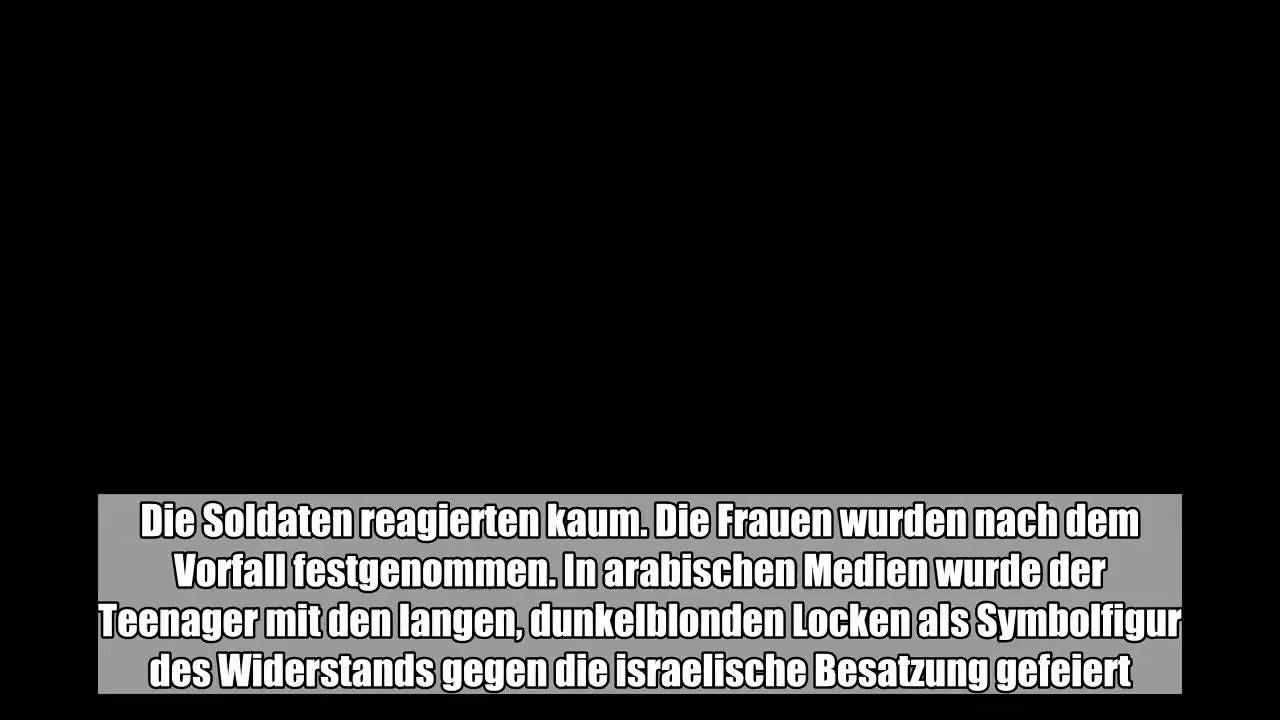 Die Soldaten reagierten kaum. Die Frauen wurden nach dem
Vorfall festgenommen. In arabischen Medien wurde der
Teenager mit den langen, dunkelblonden Locken als Symbolfigur
des Widerstands gegen die israelische Besatzung gefeiert